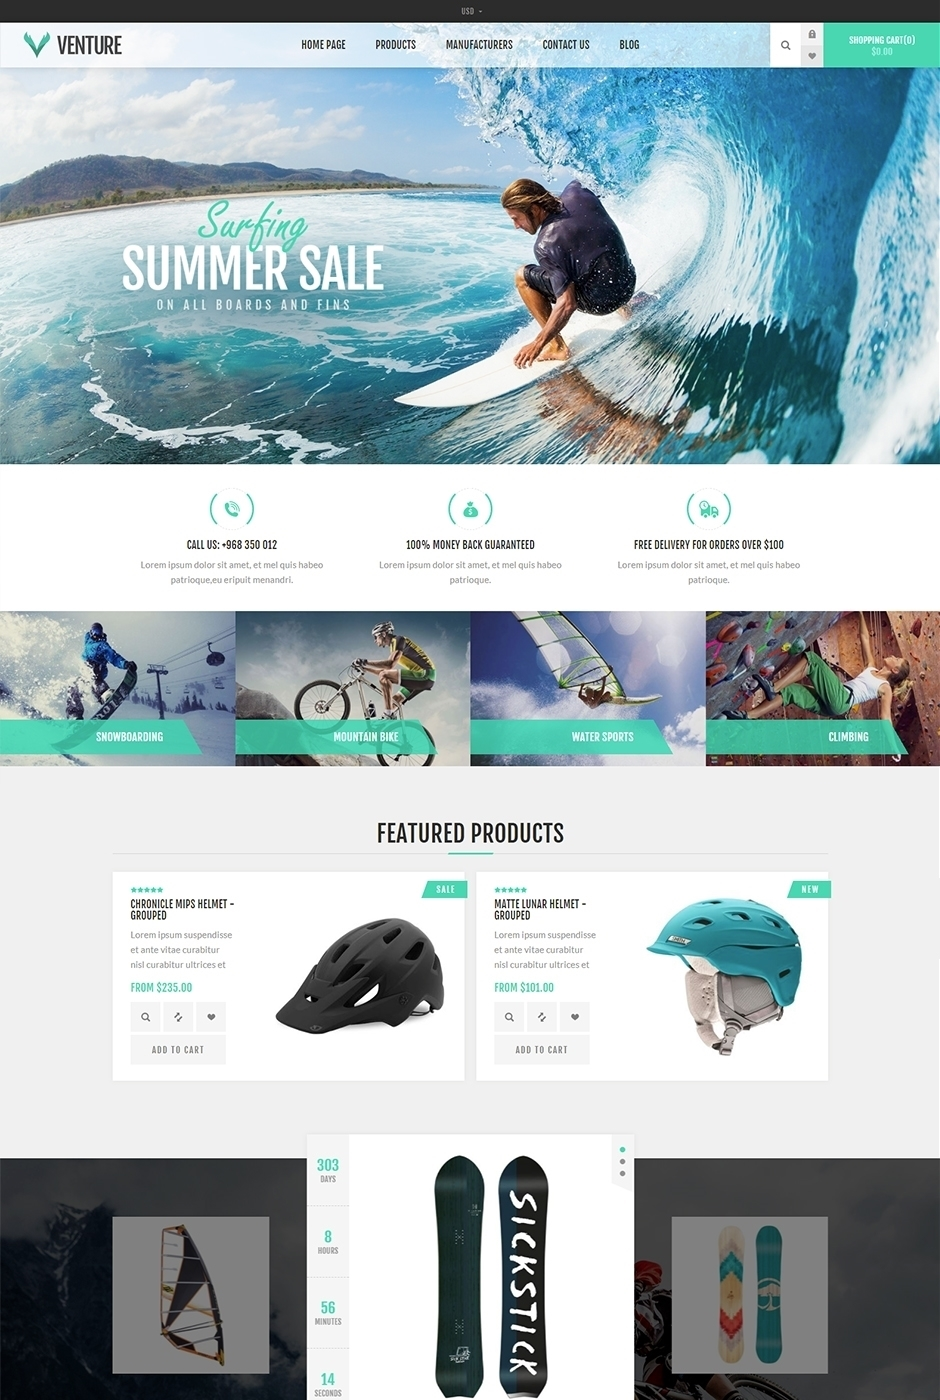 USD
VENTURE
HOME PAGE
PRODUCTS
MANUFACTURERS
CONTACT US
BLOG
SHOPPING CART(0)
$0.00
Surfing
SUMMER SALE
ON ALL BOARDS AND FINS
CALL US: +968 350 012
Lorem ipsum dolor sit amet, et mel quis habeo
patrioque,eu eripuit menandri.
100% MONEY BACK GUARANTEED
Lorem ipsum dolor sit amet, et mel quis habeo
patrioque.
FREE DELIVERY FOR ORDERS OVER $100
Lorem ipsum dolor sit amet, et mel quis habeo
patrioque.
SNOWBOARDING
MOUNTAIN BIKE
WATER SPORTS
CLIMBING
FEATURED PRODUCTS
SALE
CHRONICLE MIPS HELMET -
GROUPED
Lorem ipsum suspendisse
et ante vitae curabitur
nisl curabitur ultrices et
FROM $235.00
ADD TO CART
NEW
MATTE LUNAR HELMET -
GROUPED
Lorem ipsum suspendisse
et ante vitae curabitur
nisl curabitur ultrices et
FROM $101.00
ADD TO CART
303
DAYS
8
HOURS
56
MINUTES
14
SECONDS
SICKSTICK